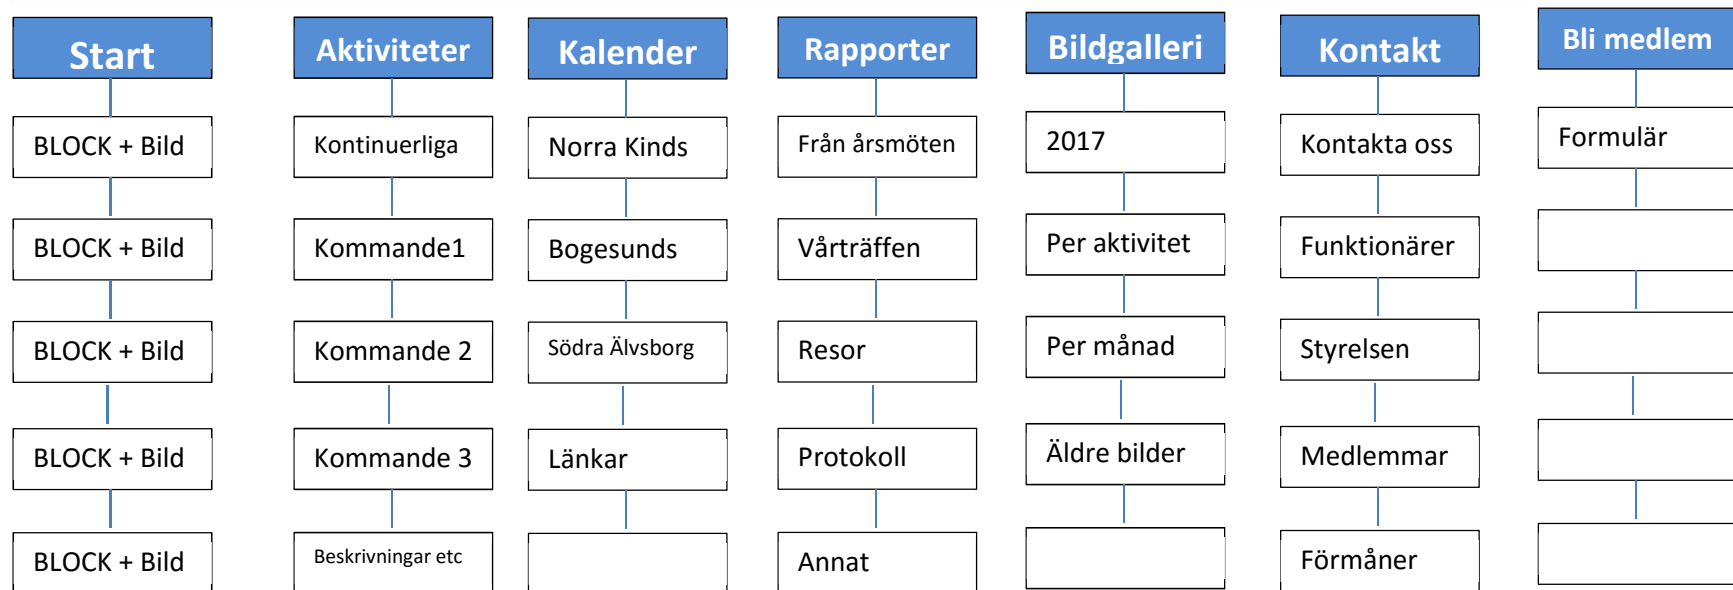 Start
Aktiviteter
Kalender
Rapporter
Bildgalleri
Kontakt
Bli medlem
BLOCK + Bild
Kontinuerliga
Norra Kinds
Från årsmöten
2017
Kontakta oss
Formulär
BLOCK + Bild
Kommande1
Bogesunds
Vårträffen
Per aktivitet
Funktionärer
BLOCK + Bild
Kommande 2
Södra Älvsborg
Resor
Per månad
Styrelsen
BLOCK + Bild
Kommande 3
Länkar
Protokoll
Äldre bilder
Medlemmar
BLOCK + Bild
Beskrivningar etc
Annat
Förmåner